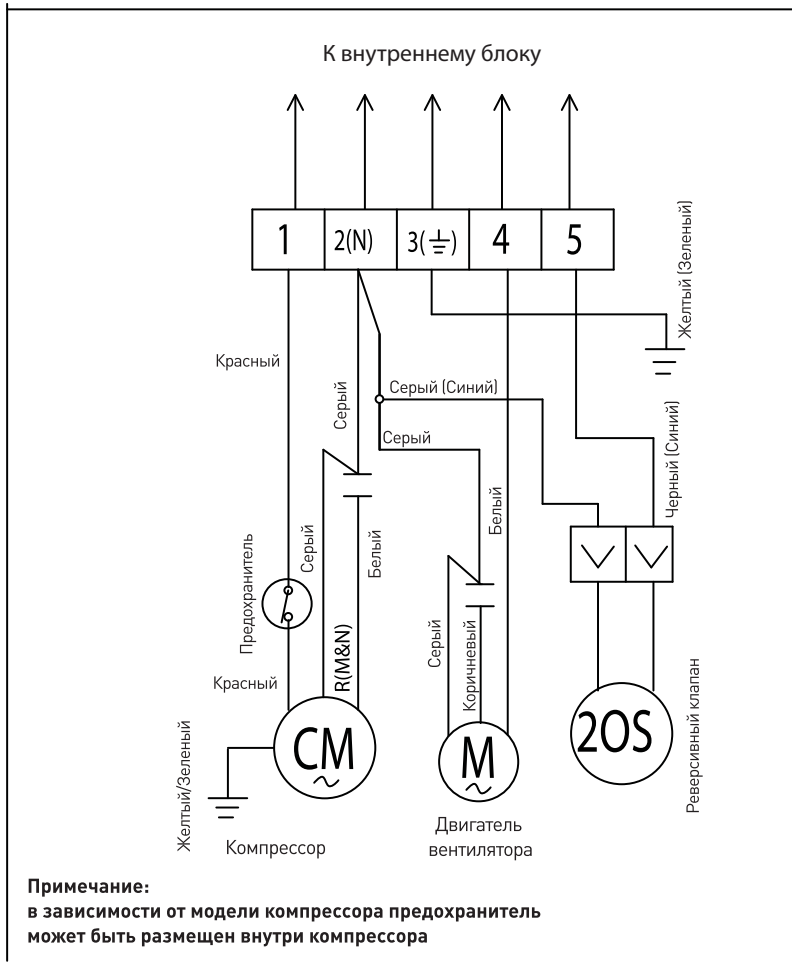 К внутреннему блоку
1
2(N)
3(⏚)
4
5
Желтый (Зеленый)
Красный
Серый
Серый (Синий)
Серый
Черный (Синий)
Белый
Серый
Белый
Предохранитель
R(M&N)
Серый
Коричневый
Красный
CM
M
2OS
Реверсивный клапан
Желтый/Зеленый
Компрессор
Двигатель
вентилятора
Примечание:
в зависимости от модели компрессора предохранитель
может быть размещен внутри компрессора